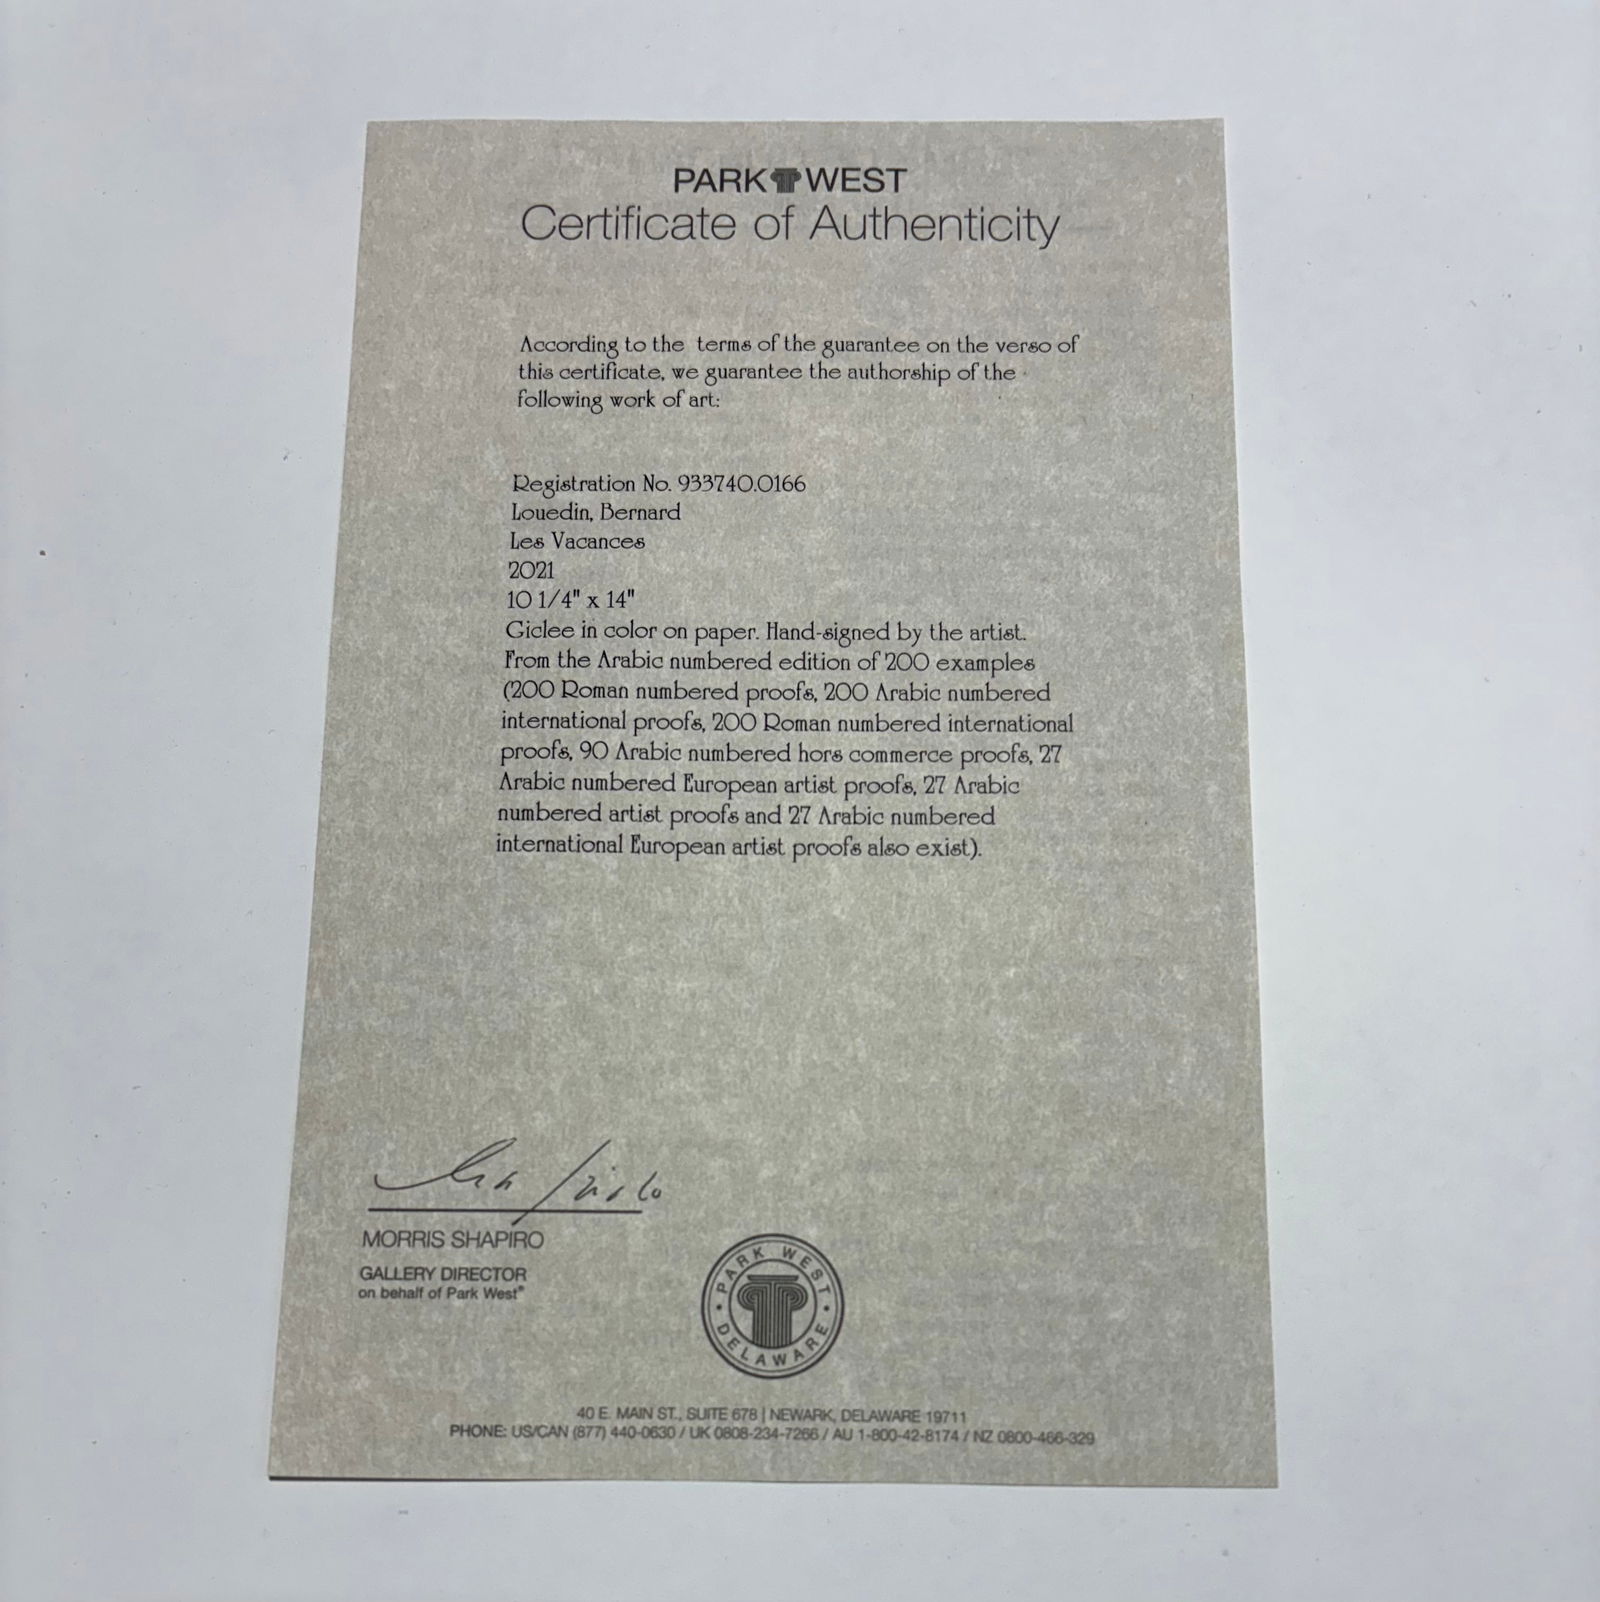 PARK WEST
Certificate of Authenticity
According to the terms of the guarantee on the verso of
this certificate, we guarantee the authorship of the
following work of art:
Registration No. 933740.0166
Louedin, Bernard
Les Vacances
2021
10 1/4" x 14"
Giclee in color on paper. Hand-signed by the artist.
From the Arabic numbered edition of 200 examples
(200 Roman numbered proofs, 200 Arabic numbered
international proofs, 200 Roman numbered international
proofs, 90 Arabic numbered hors commerce proofs, 27
Arabic numbered European artist proofs, 27 Arabic
numbered artist proofs and 27 Arabic numbered
international European artist proofs also exist).
MORRIS SHAPIRO
GALLERY DIRECTOR
on behalf of Park West®
PARK WEST
• DELAWARE •
40 E. MAIN ST., SUITE 678 | NEWARK, DELAWARE 19711
PHONE: US/CAN (877) 440-0630 / UK 0808-234-7266 / AU 1-800-42-8174 / NZ 0800-466-329